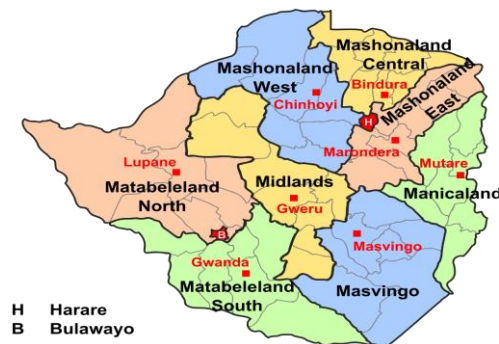 Mashonaland
Central
Bindura
Mashonaland
West
Chinhoyi
Mashonaland
East
H
Marondera
Lupane
Matabeleland
North
Midlands
Gweru
Mutare
Manicaland
B
Masvingo
Gwanda
Matabeleland
South
Masvingo
H Harare
B Bulawayo